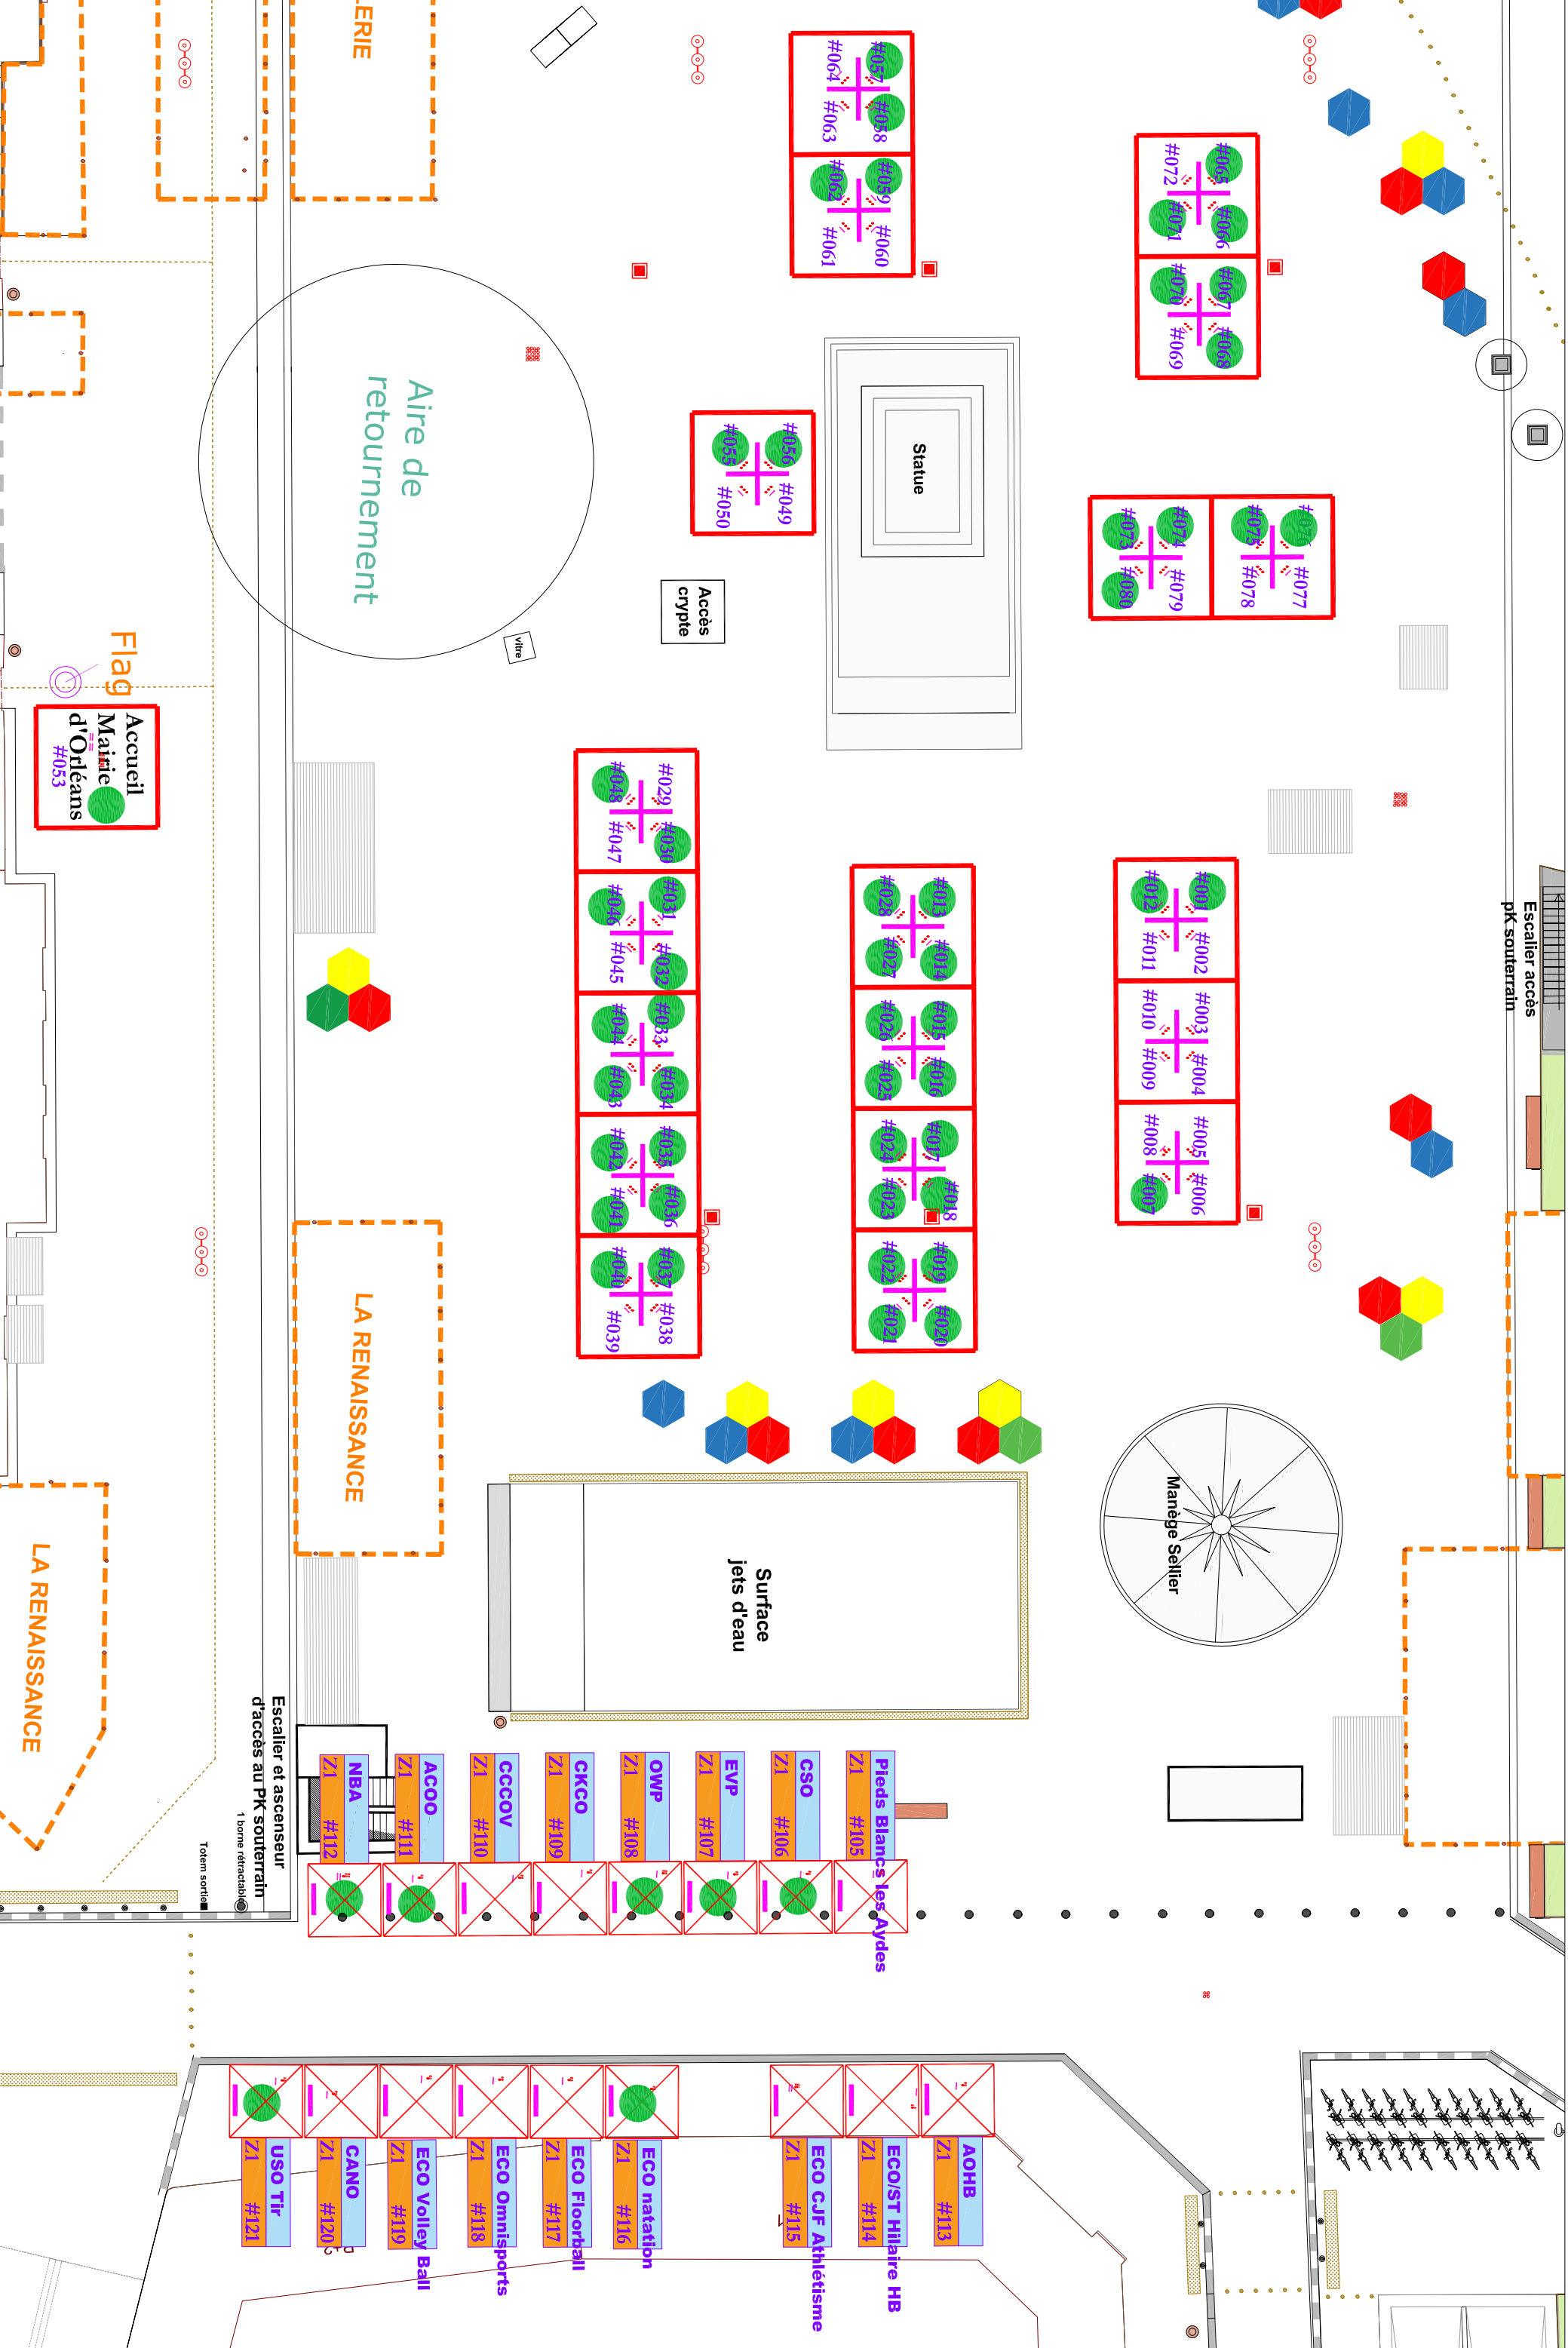 LERIE
#057
#064
#058
#063
#059
#062
#060
#061
#065
#072
#066
#071
#067
#070
#068
#069
Aire de
retournement
#056
#055
#049
#050
Statue
#074
#073
#079
#080
#075
#077
#078
Accès
crypte
vitre
Flag
Accueil
Mairie
d'Orléans
#053
#029
#048
#030
#047
#031
#046
#032
#045
#033
#044
#034
#043
#035
#042
#036
#041
#037
#040
#038
#039
#013
#028
#014
#027
#015
#026
#016
#025
#017
#024
#018
#023
#019
#022
#020
#021
#001
#012
#002
#011
#003
#010
#004
#009
#005
#008
#006
#007
Escalier accès
pK souterrain
LA RENAISSANCE
LA RENAISSANCE
Surface
jets d'eau
Manège Sellier
Escalier et ascenseur
d'accès au PK souterrain
1 borne rétractable
Totem sortie
NBA
Z1 #112
ACOO
Z1 #111
CCCOV
Z1 #110
CKCO
Z1 #109
OWP
Z1 #108
EVP
Z1 #107
CSO
Z1 #106
Pieds Blancs les Aydes
Z1 #105
USO Tir
Z1 #121
CANO
Z1 #120
ECO Volley Ball
Z1 #119
ECO Omnisports
Z1 #118
ECO Floorball
Z1 #117
ECO natation
Z1 #116
ECO CJF Athlétisme
Z1 #115
ECO/ST Hilaire HB
Z1 #114
AOHB
Z1 #113